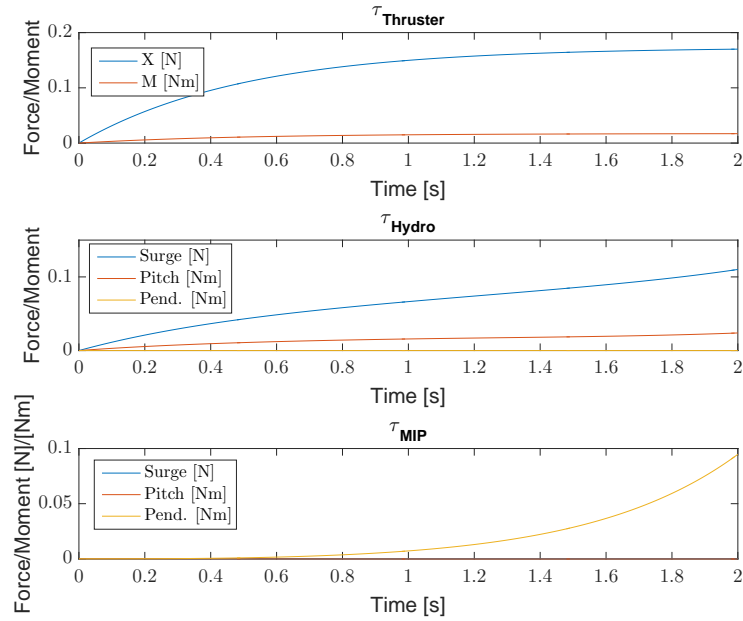 τThruster
Force/Moment
0.2
0.1
0
X [N]
M [Nm]
0 0.2 0.4 0.6 0.8 1 1.2 1.4 1.6 1.8 2
Time [s]
τHydro
Force/Moment
0.1
0
Surge [N]
Pitch [Nm]
Pend. [Nm]
0 0.2 0.4 0.6 0.8 1 1.2 1.4 1.6 1.8 2
Time [s]
τMIP
Force/Moment [N]/[Nm]
0.1
0.05
0
Surge [N]
Pitch [Nm]
Pend. [Nm]
0 0.2 0.4 0.6 0.8 1 1.2 1.4 1.6 1.8 2
Time [s]